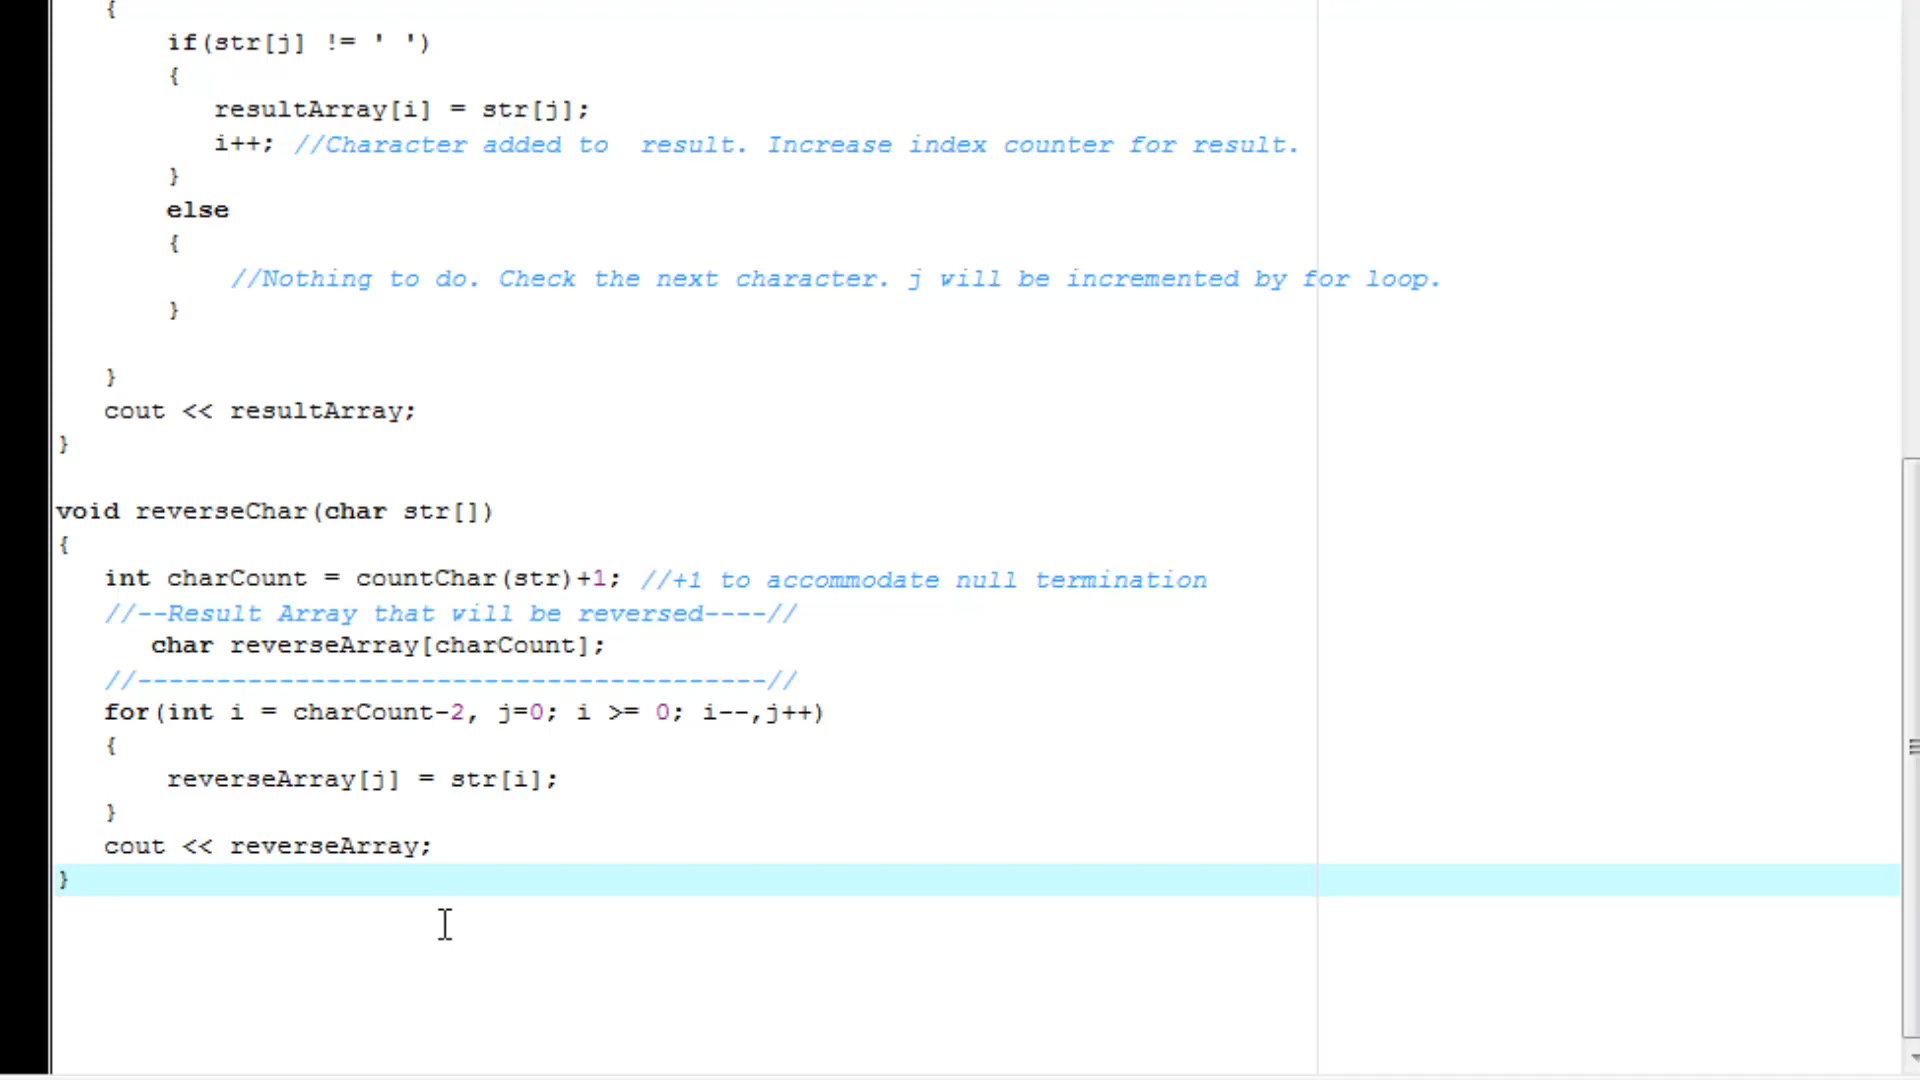 {
if(str[j] != ' ')
{
resultArray[i] = str[j];
i++; //Character added to  result. Increase index counter for result.
}
else
{
//Nothing to do. Check the next character. j will be incremented by for loop.
}
}
cout << resultArray;
}
void reverseChar(char str[])
{
int charCount = countChar(str)+1; //+1 to accommodate null termination
//--Result Array that will be reversed----//
char reverseArray[charCount];
//----------------------------------------//
for(int i = charCount-2, j=0; i >= 0; i--,j++)
{
reverseArray[j] = str[i];
}
cout << reverseArray;
}